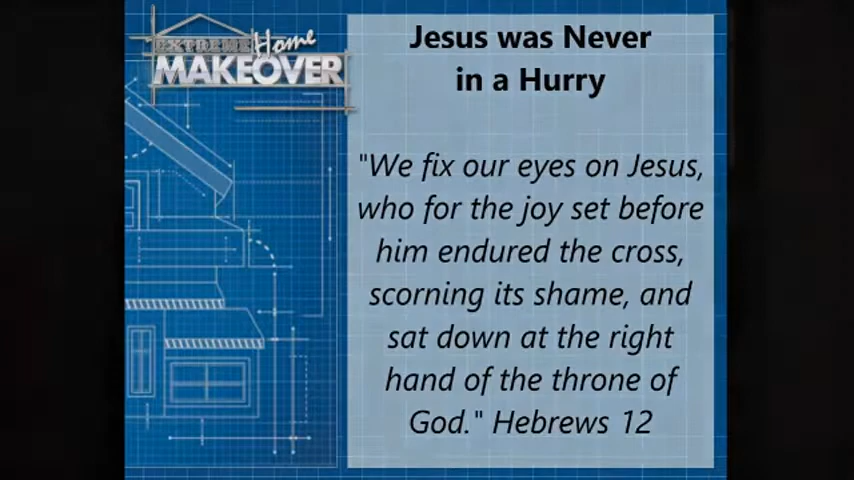 EXTREME Home
MAKEOVER
Jesus was Never
in a Hurry
"We fix our eyes on Jesus,
who for the joy set before
him endured the cross,
scorning its shame, and
sat down at the right
hand of the throne of
God." Hebrews 12